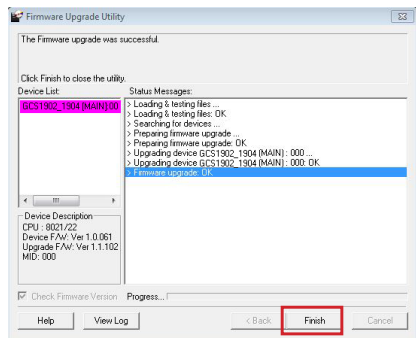 Firmware Upgrade Utility
The Firmware upgrade was successful.
Click Finish to close the utility.
Device List:
Status Messages:
GCS1902_1904 (MAIN):00
> Loading & testing files ...
> Loading & testing files: OK
> Searching for devices ...
> Preparing firmware upgrade ...
> Preparing firmware upgrade: OK
> Upgrading device GCS1902_1904 (MAIN) : 000 ...
> Upgrading device GCS1902_1904 (MAIN) : 000: OK
> Firmware upgrade: OK
Device Description
CPU : 8021/22
Device F/W: Ver 1.0.061
Upgrade F/W: Ver 1.1.102
MID: 000
Check Firmware Version
Progress...
Help
View Log
< Back
Finish
Cancel